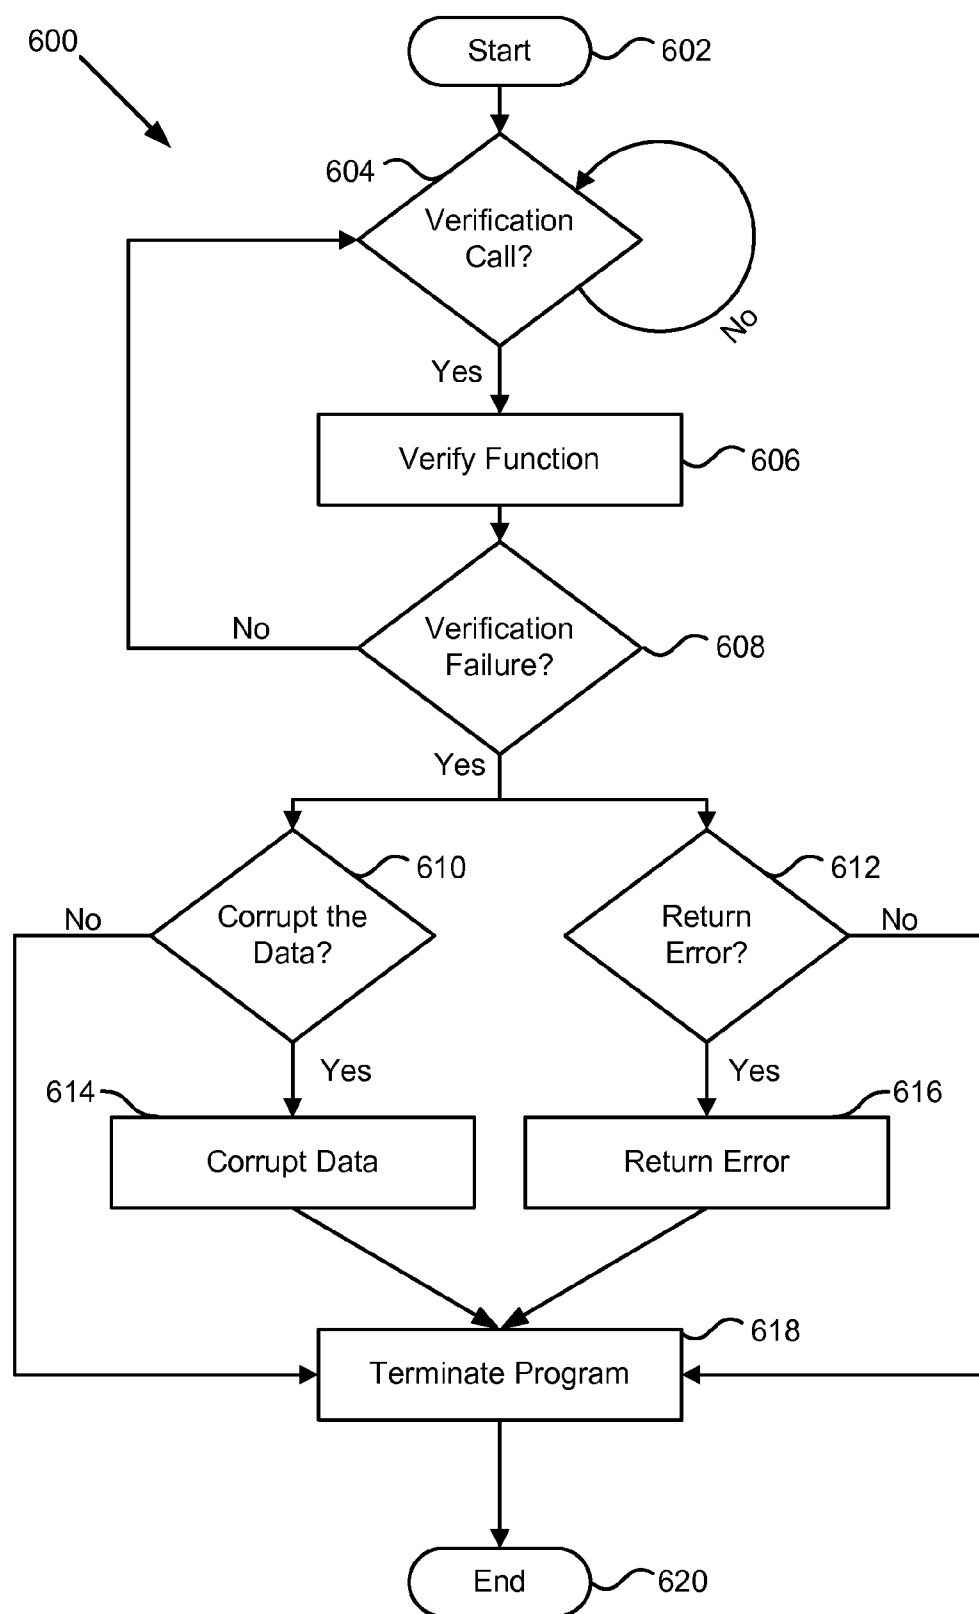 600
Start
602
604
Verification
Call?
No
Yes
Verify Function
606
Verification
Failure?
608
No
Yes
610
612
Corrupt the
Data?
No
Return
Error?
No
Yes
Yes
614
616
Corrupt Data
Return Error
618
Terminate Program
End
620